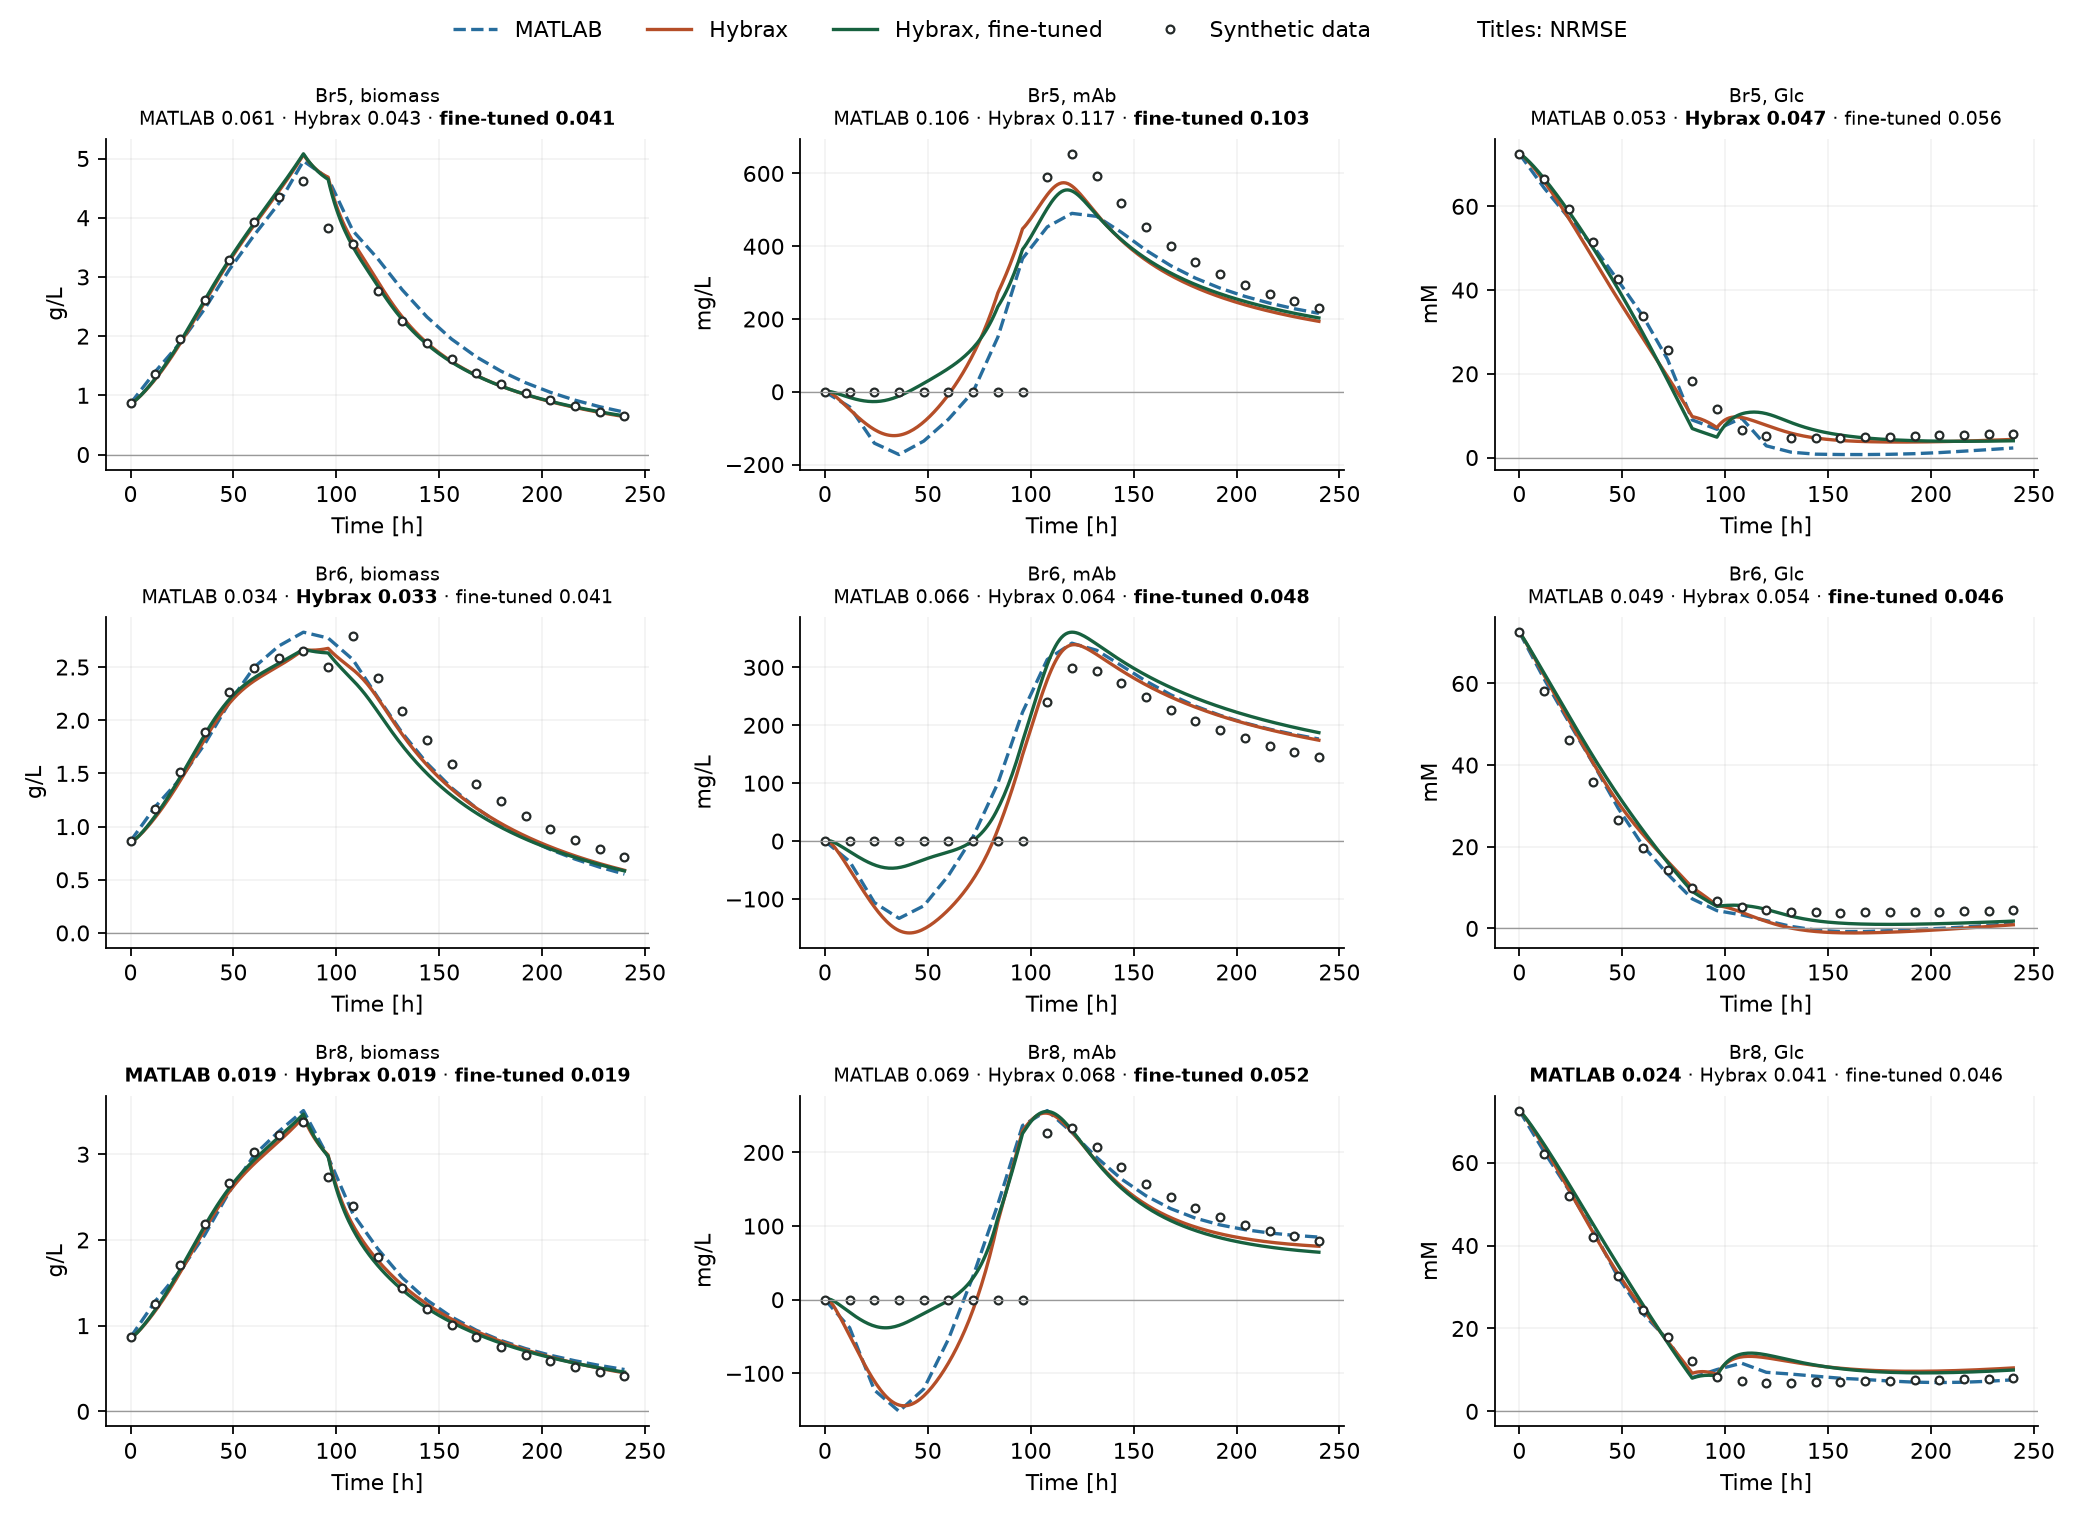 MATLAB Hybrax Hybrax, fine-tuned Synthetic data Titles: NRMSE
Br5, biomass
MATLAB 0.061 · Hybrax 0.043 · fine-tuned 0.041
5
4
3
2
1
0
g/L
0 50 100 150 200 250
Time [h]
Br5, mAb
MATLAB 0.106 · Hybrax 0.117 · fine-tuned 0.103
600
400
200
0
−200
mg/L
0 50 100 150 200 250
Time [h]
Br5, Glc
MATLAB 0.053 · Hybrax 0.047 · fine-tuned 0.056
60
40
20
0
mM
0 50 100 150 200 250
Time [h]
Br6, biomass
MATLAB 0.034 · Hybrax 0.033 · fine-tuned 0.041
2.5
2.0
1.5
1.0
0.5
0.0
g/L
0 50 100 150 200 250
Time [h]
Br6, mAb
MATLAB 0.066 · Hybrax 0.064 · fine-tuned 0.048
300
200
100
0
−100
mg/L
0 50 100 150 200 250
Time [h]
Br6, Glc
MATLAB 0.049 · Hybrax 0.054 · fine-tuned 0.046
60
40
20
0
mM
0 50 100 150 200 250
Time [h]
Br8, biomass
MATLAB 0.019 · Hybrax 0.019 · fine-tuned 0.019
3
2
1
0
g/L
0 50 100 150 200 250
Time [h]
Br8, mAb
MATLAB 0.069 · Hybrax 0.068 · fine-tuned 0.052
200
100
0
−100
mg/L
0 50 100 150 200 250
Time [h]
Br8, Glc
MATLAB 0.024 · Hybrax 0.041 · fine-tuned 0.046
60
40
20
0
mM
0 50 100 150 200 250
Time [h]